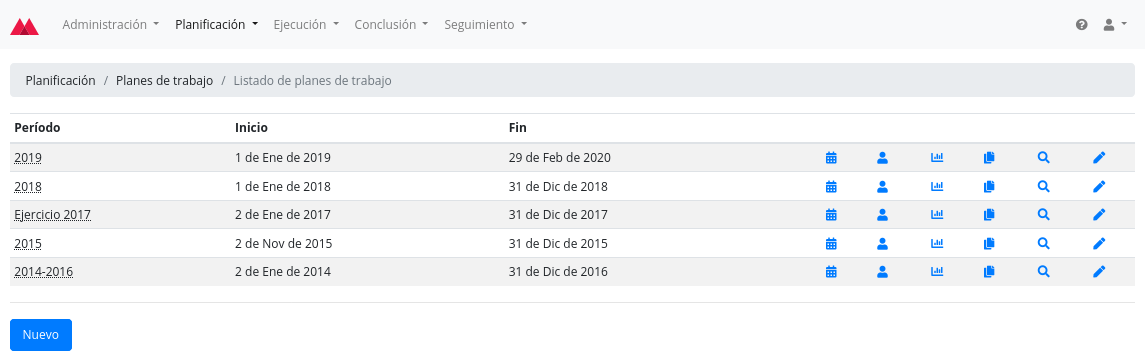 Administración Planificación Ejecución Conclusión Seguimiento
Planificación / Planes de trabajo / Listado de planes de trabajo
Período Inicio Fin
2019 1 de Ene de 2019 29 de Feb de 2020
2018 1 de Ene de 2018 31 de Dic de 2018
Ejercicio 2017 2 de Ene de 2017 31 de Dic de 2017
2015 2 de Nov de 2015 31 de Dic de 2015
2014-2016 2 de Ene de 2014 31 de Dic de 2016
Nuevo